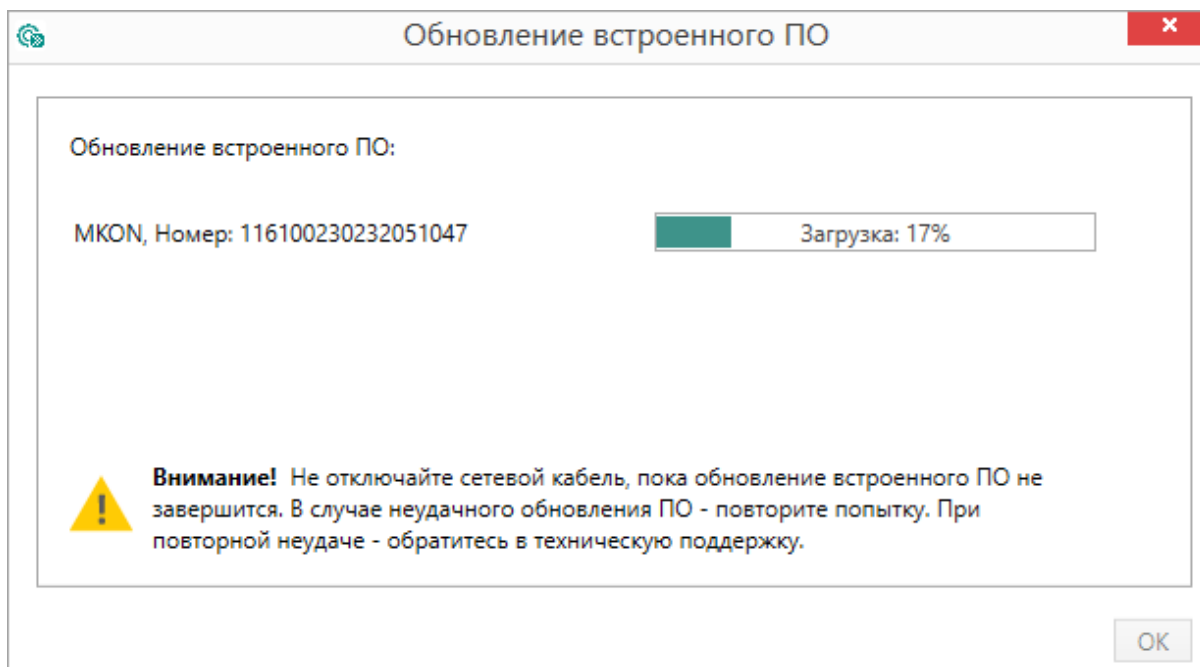 Обновление встроенного ПО
Обновление встроенного ПО:
MKON, Номер: 116100230232051047
Загрузка: 17%
Внимание! Не отключайте сетевой кабель, пока обновление встроенного ПО не
завершится. В случае неудачного обновления ПО - повторите попытку. При
повторной неудаче - обратитесь в техническую поддержку.
ОК